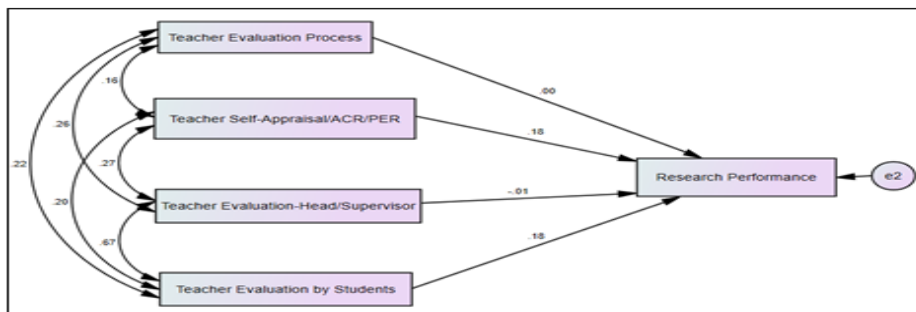 Teacher Evaluation Process
.00
.16
Teacher Self-Appraisal/ACR/PER
.18
.26
.22
.27
Research Performance
e2
-.01
.20
Teacher Evaluation-Head/Supervisor
.67
.18
Teacher Evaluation by Students